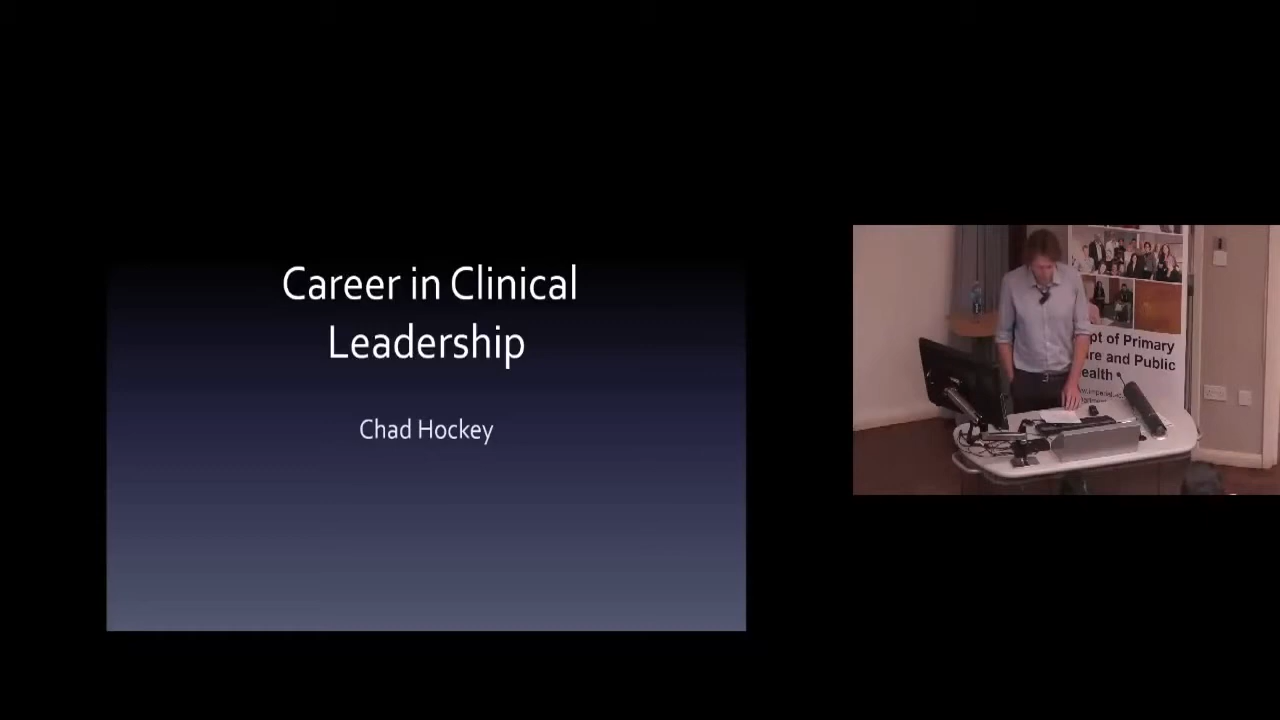 Career in Clinical
Leadership
Chad Hockey
of Primary
and Public